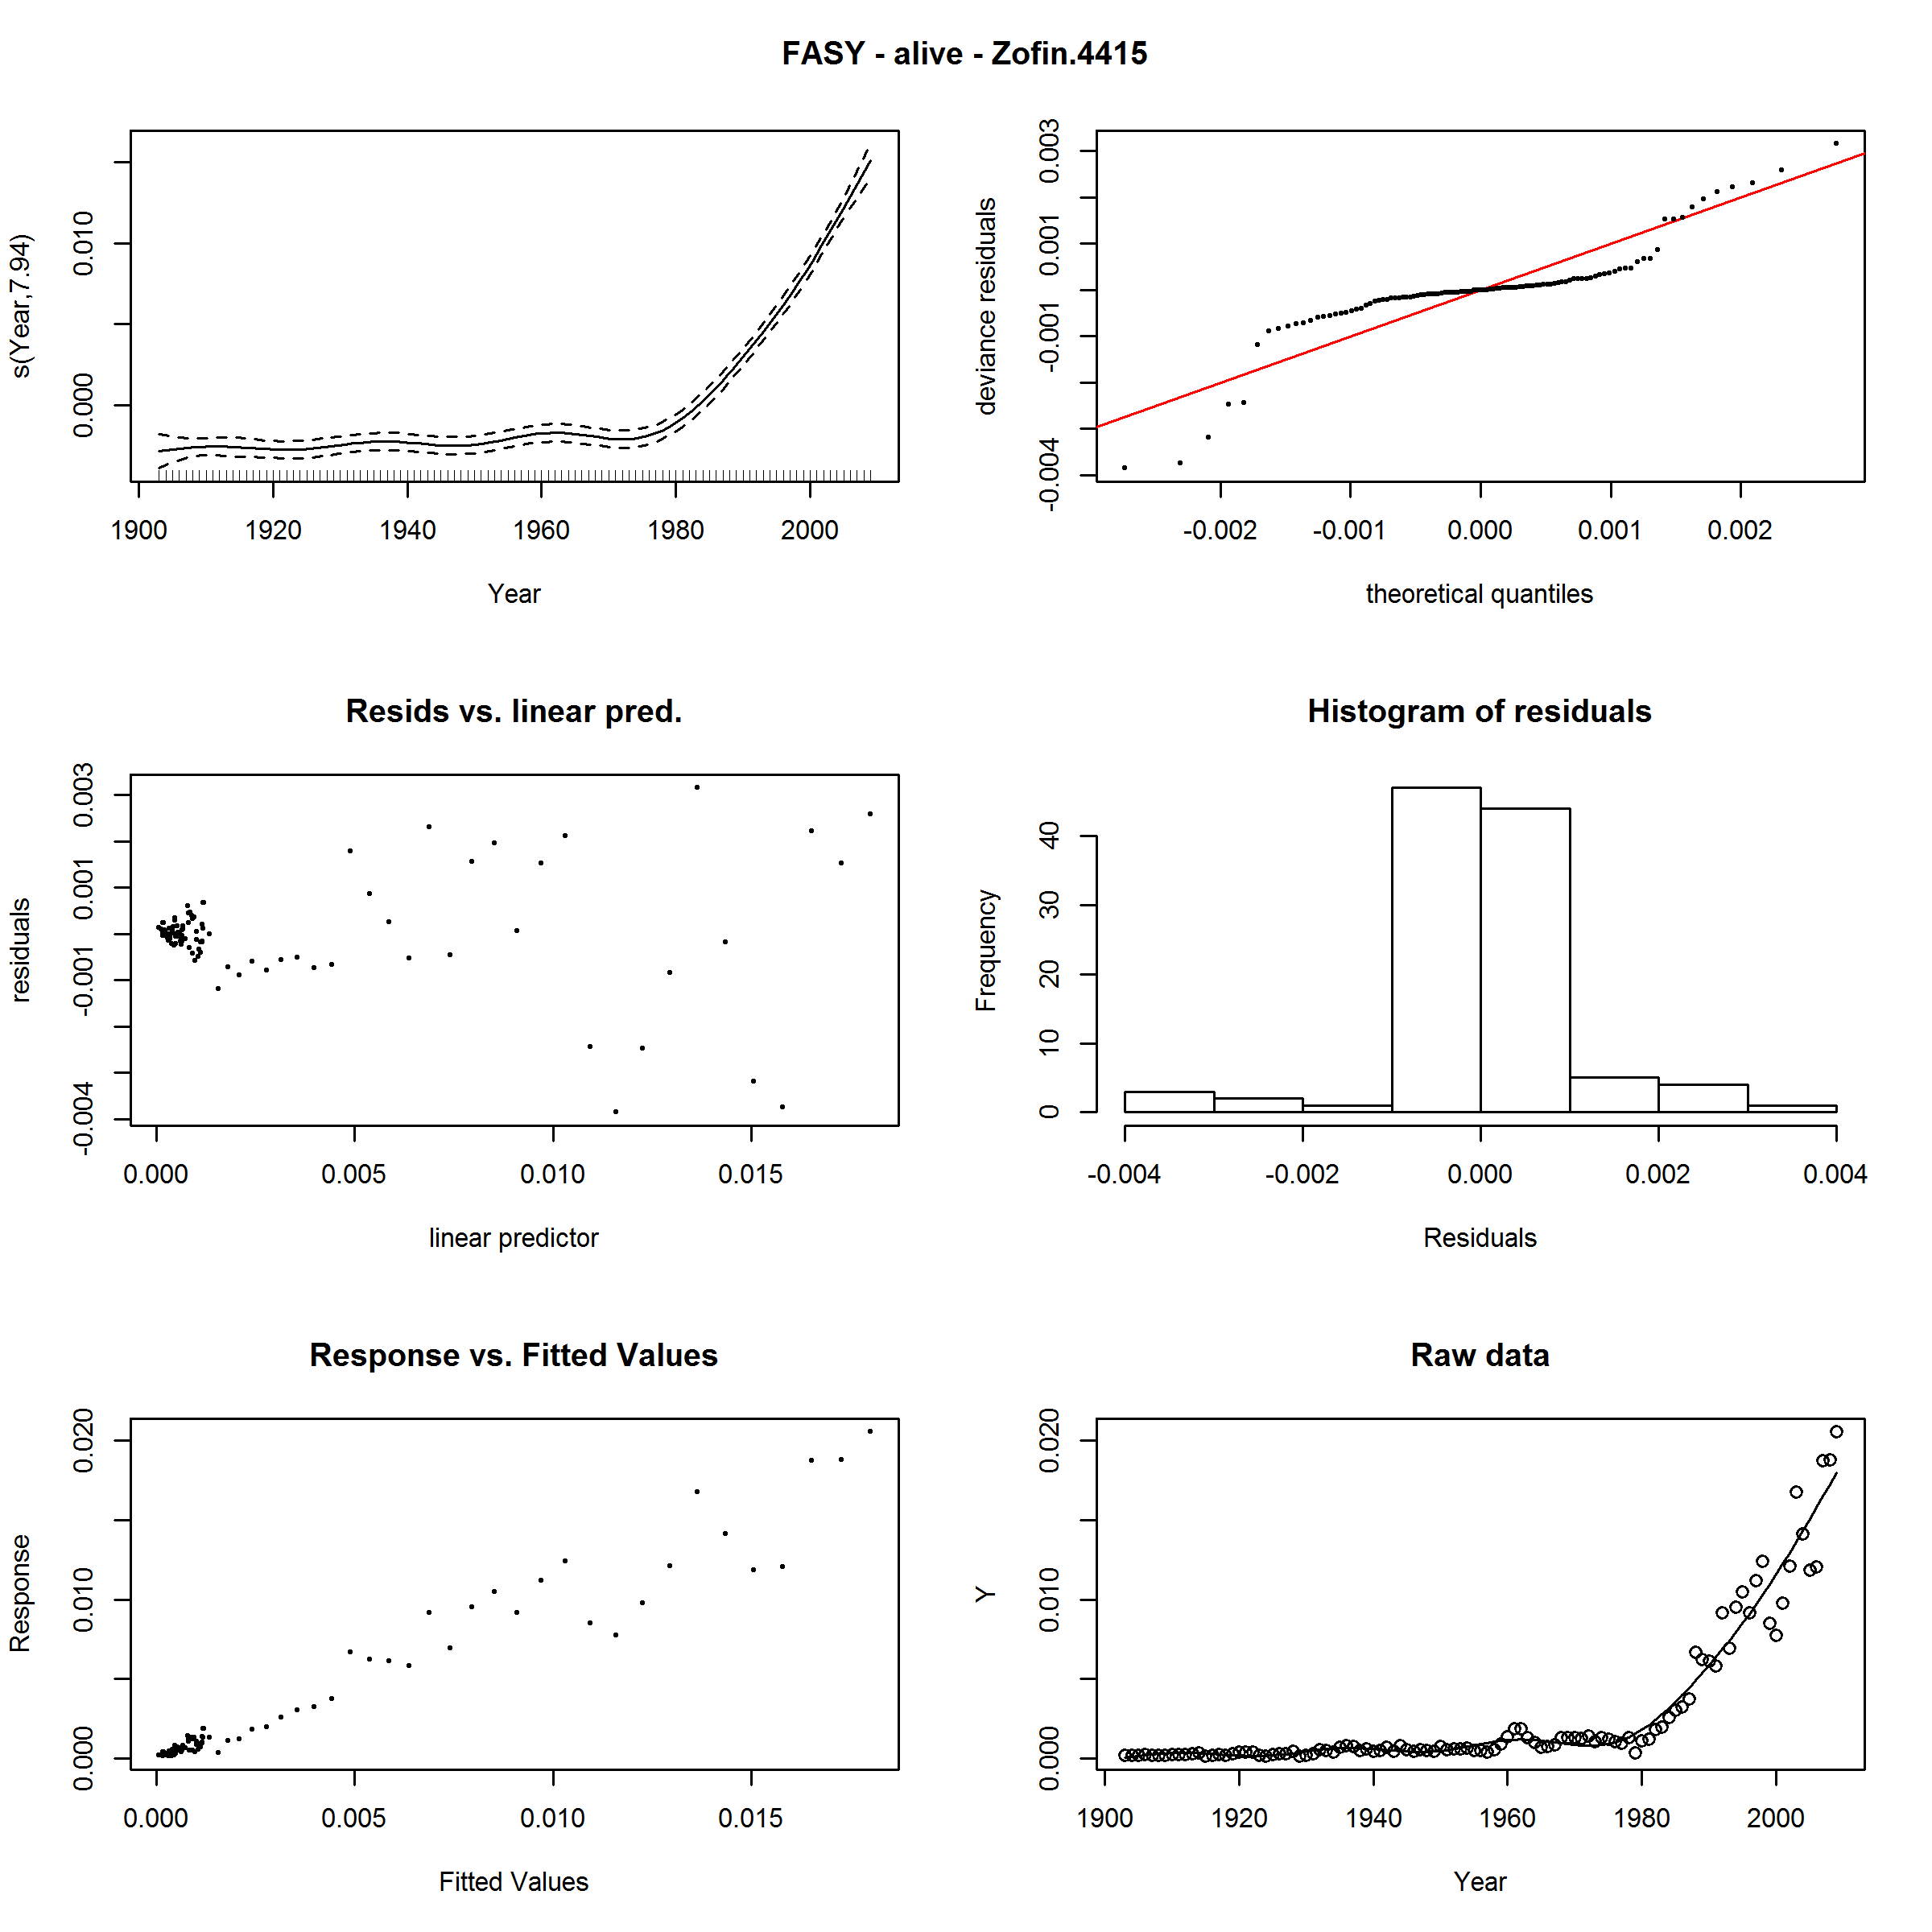 FASY - alive - Zofin.4415
s(Year,7.94)
0.000 0.010
1900 1920 1940 1960 1980 2000
Year
deviance residuals
-0.004 -0.001 0.001 0.003
-0.002 -0.001 0.000 0.001 0.002
theoretical quantiles
Resids vs. linear pred.
residuals
-0.004 -0.001 0.001 0.003
0.000 0.005 0.010 0.015
linear predictor
Histogram of residuals
Frequency
0 10 20 30 40
-0.004 -0.002 0.000 0.002 0.004
Residuals
Response vs. Fitted Values
Response
0.000 0.010 0.020
0.000 0.005 0.010 0.015
Fitted Values
Raw data
Y
0.000 0.010 0.020
1900 1920 1940 1960 1980 2000
Year